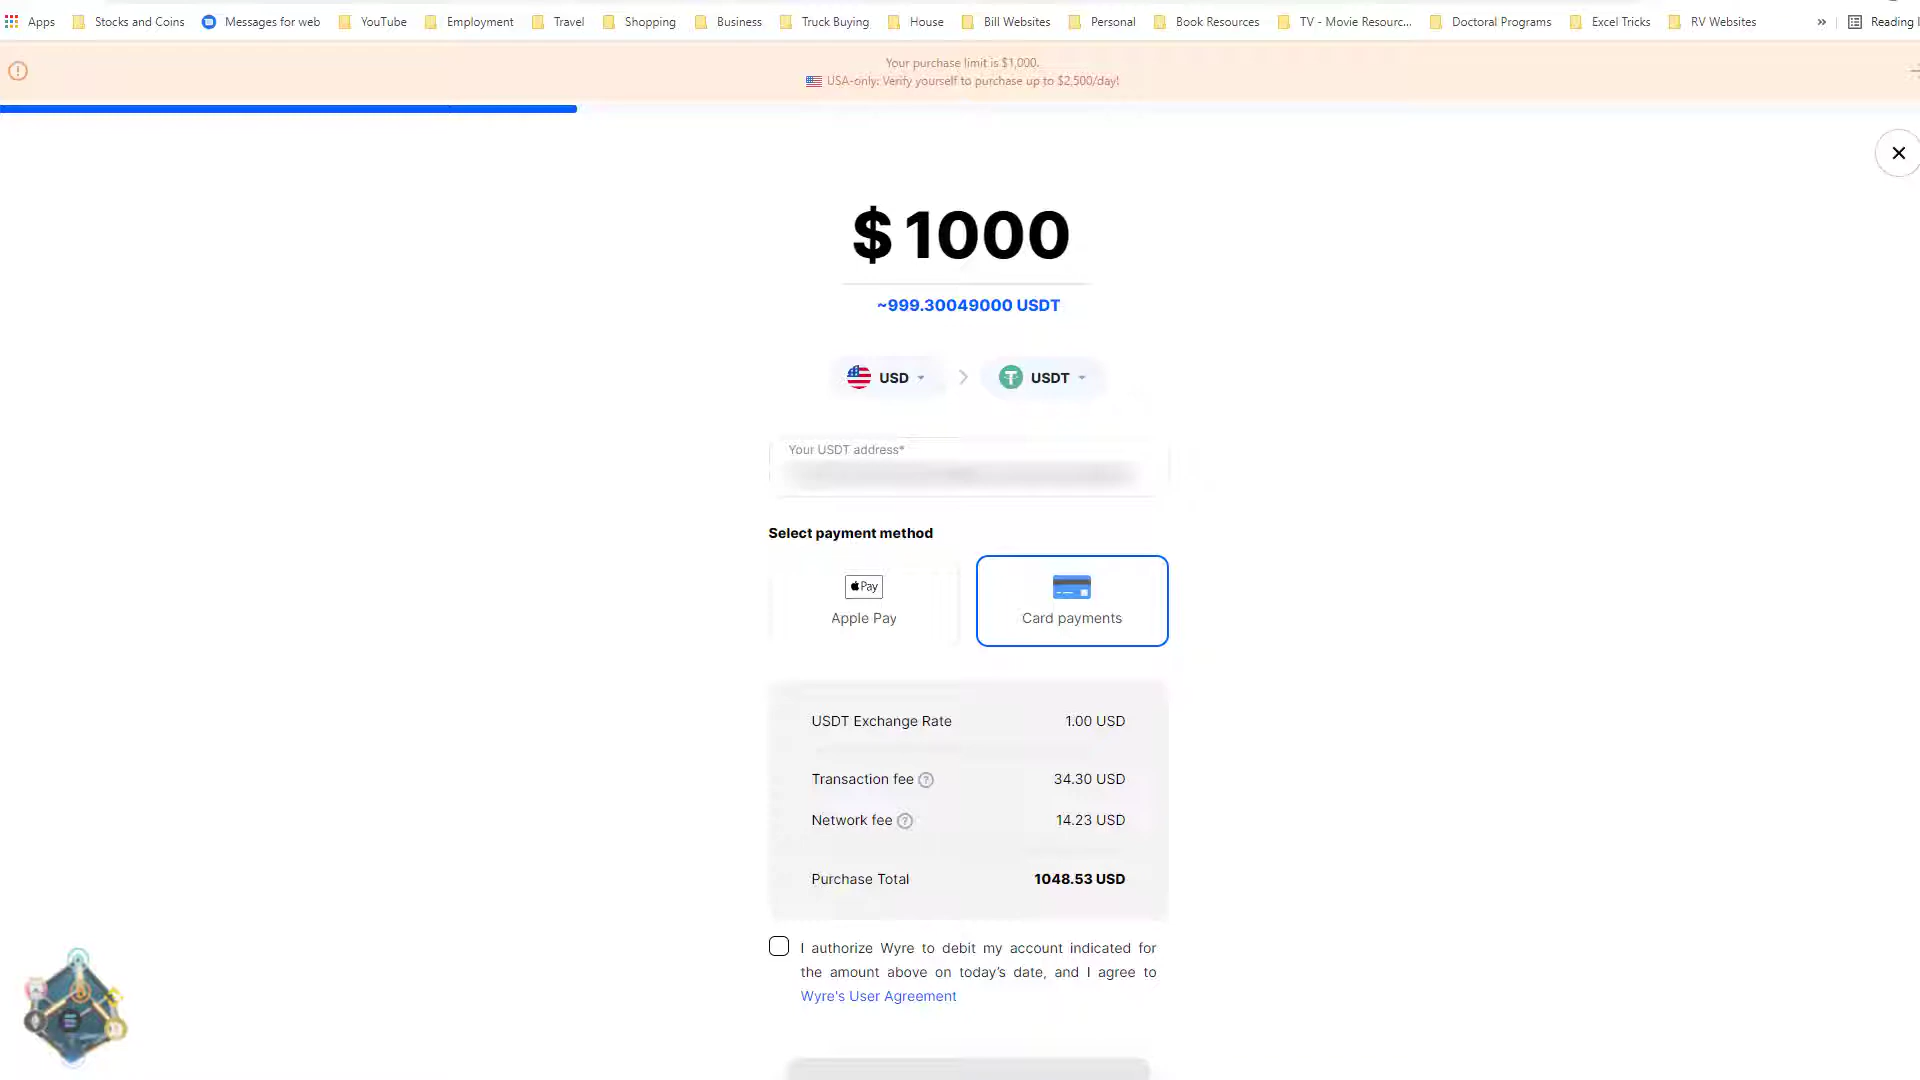 Apps Stocks and Coins Messages for web YouTube Employment Travel Shopping Business Truck Buying House Bill Websites Personal Book Resources TV - Movie Resourc... Doctoral Programs Excel Tricks RV Websites » Reading
Your purchase limit is $1,000.
USA-only: Verify yourself to purchase up to $2,500/day!
$1000
~999.30049000 USDT
USD > USDT
Your USDT address*
Select payment method
Pay
Apple Pay
Card payments
USDT Exchange Rate 1.00 USD
Transaction fee ? 34.30 USD
Network fee ? 14.23 USD
Purchase Total 1048.53 USD
I authorize Wyre to debit my account indicated for
the amount above on today's date, and I agree to
Wyre's User Agreement